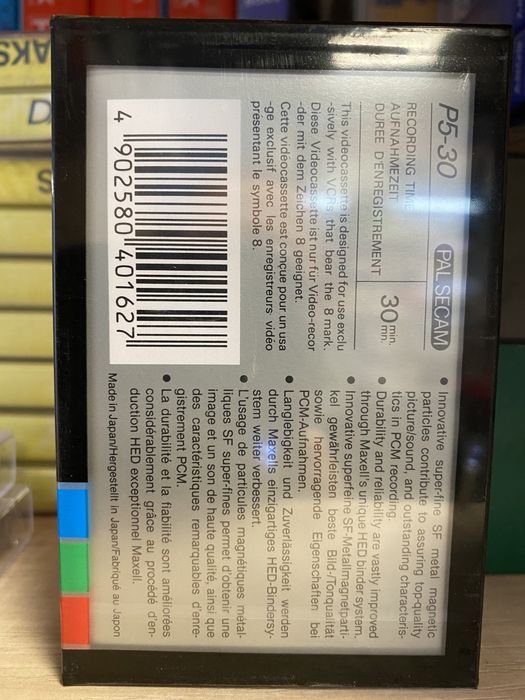 P5-30 PAL SECAM
RECORDING TIME
AUFNAHMEZEIT
DUREE D'ENREGISTREMENT
30 min.
mn.
This videocassette is designed for use exclu
-sively with VCRs that bear the 8 mark.
Diese Videocassette ist nur für Video-recor
-der mit dem Zeichen 8 geeignet.
Cette vidéocassette est conçue pour un usa
-ge exclusif avec les enregistreurs vidéo
présentant le symbole 8.
4 902580 401627
• Innovative super-fine SF metal magnetic
particles contribute to assuring top-quality
picture/sound, and outstanding characteris-
tics in PCM recording.
• Durability and reliability are vastly improved
through Maxell's unique HED binder system.
• Innovative superfeine SF-Metallmagnetparti-
kel gewährleisten beste Bild-/Tonqualität
sowie hervorragende Eigenschaften bei
PCM-Aufnahmen.
• Langlebigkeit und Zuverlässigkeit werden
durch Maxells einzigartiges HED-Bindersy-
stem weiter verbessert.
• L'usage de particules magnétiques métal-
liques SF super-fines permet d'obtenir une
image et un son de haute qualité, ainsi que
des caractéristiques remarquables d'enre-
gistrement PCM.
• La durabilité et la fiabilité sont améliorées
considérablement grâce au procédé d'en-
duction HED exceptionnel Maxell.
Made in Japan/Hergestellt in Japan/Fabriqué au Japon